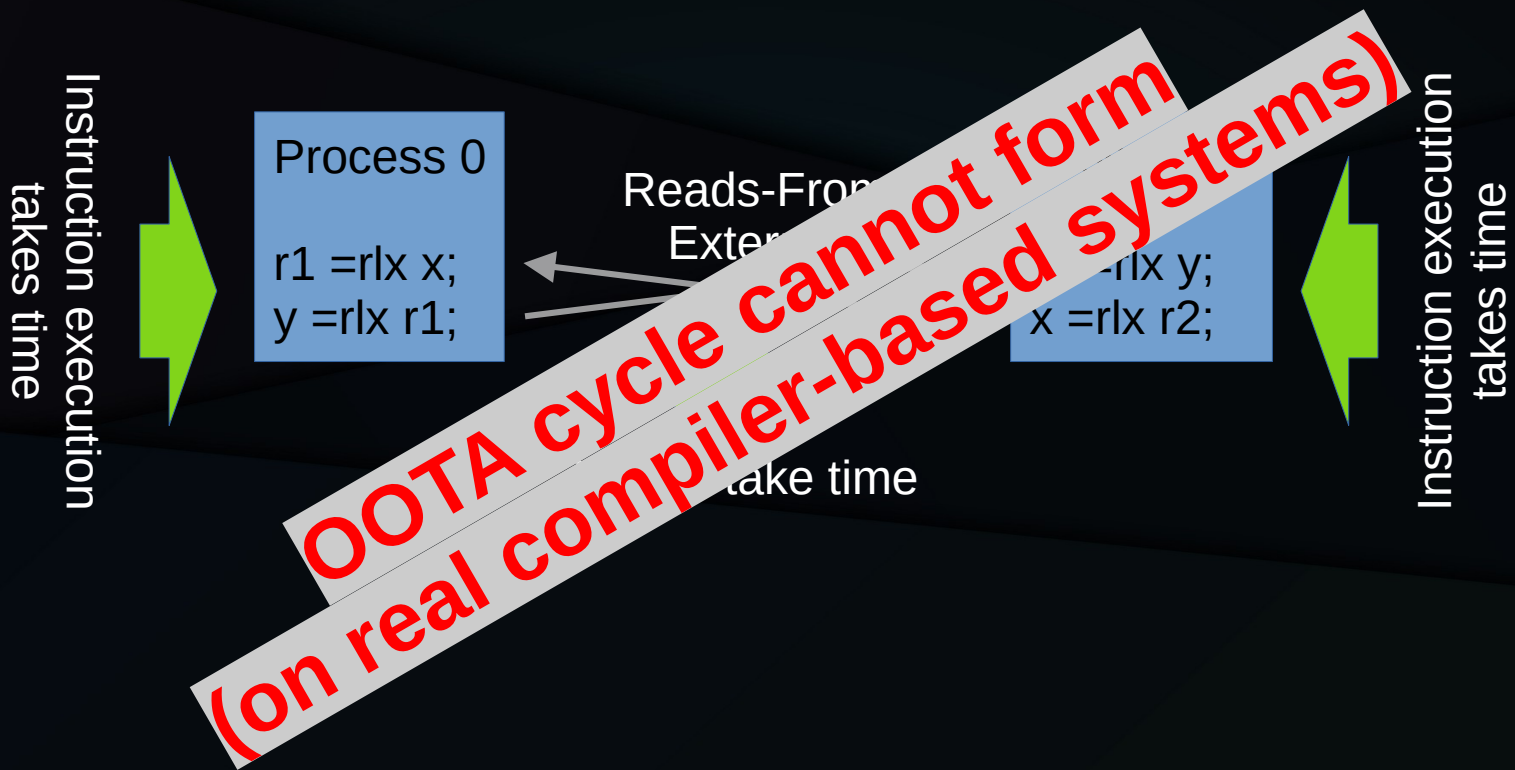 Instruction execution
takes time
Process 0
r1 =rlx x;
y =rlx r1;
Reads-From
=rlx y;
x =rlx r2;
take time
OOTA cycle cannot form
(on real compiler-based systems)
Instruction execution
takes time